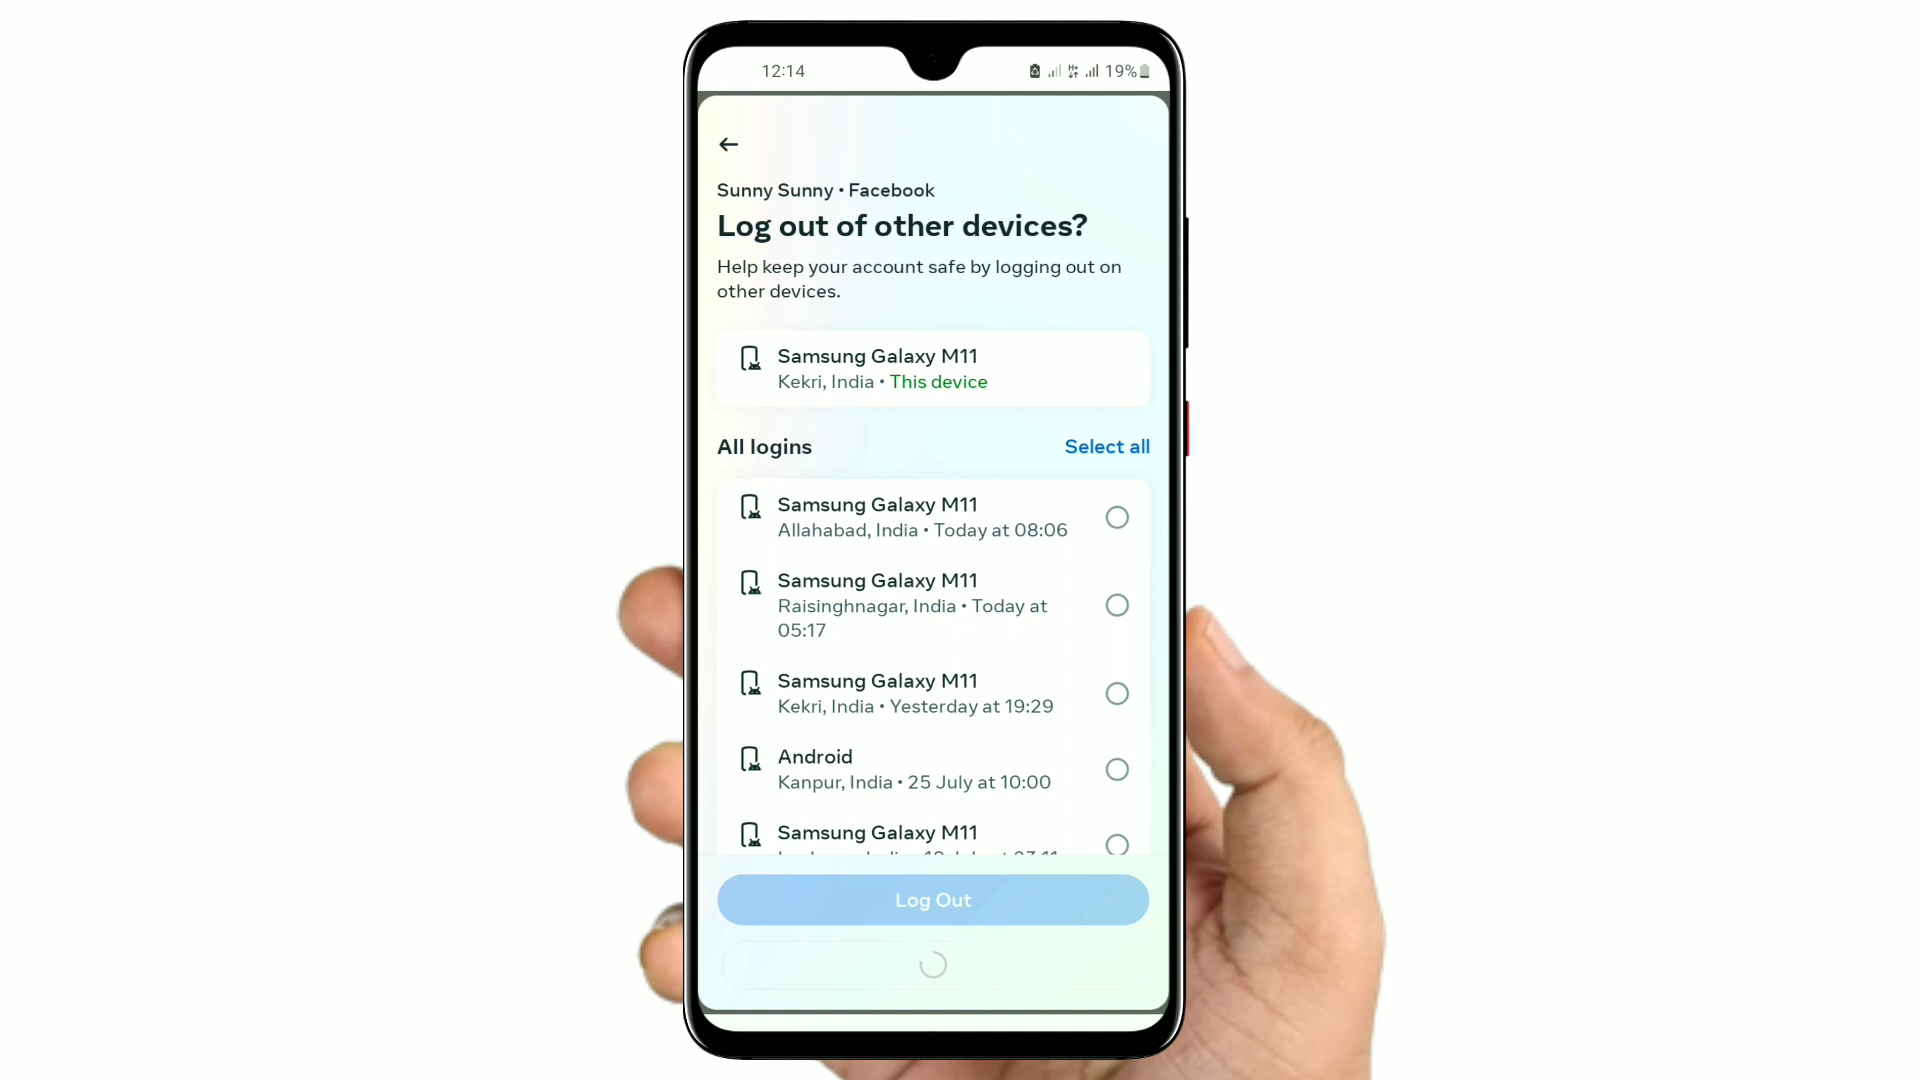 12:14
19%
Sunny Sunny • Facebook
Log out of other devices?
Help keep your account safe by logging out on
other devices.
Samsung Galaxy M11
Kekri, India • This device
All logins
Select all
Samsung Galaxy M11
Allahabad, India • Today at 08:06
Samsung Galaxy M11
Raisinghnagar, India • Today at
05:17
Samsung Galaxy M11
Kekri, India • Yesterday at 19:29
Android
Kanpur, India • 25 July at 10:00
Samsung Galaxy M11
Log Out